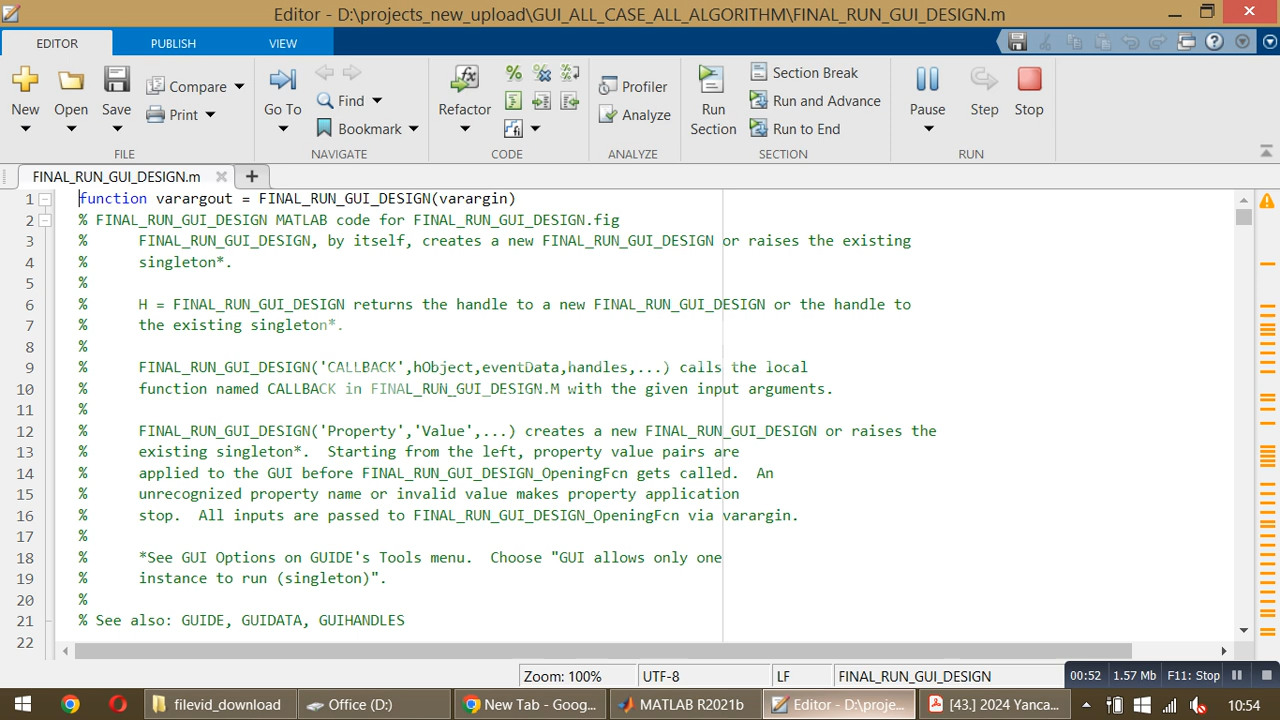 Editor - D:\projects_new_upload\GUI_ALL_CASE_ALL_ALGORITHM\FINAL_RUN_GUI_DESIGN.m
EDITOR PUBLISH VIEW
New Open Save Compare Print Go To Find Bookmark Refactor Profiler Analyze Run Section Section Break Run and Advance Run to End Pause Step Stop
FILE NAVIGATE CODE ANALYZE SECTION RUN
FINAL_RUN_GUI_DESIGN.m
1 function varargout = FINAL_RUN_GUI_DESIGN(varargin)
2 % FINAL_RUN_GUI_DESIGN MATLAB code for FINAL_RUN_GUI_DESIGN.fig
3 % FINAL_RUN_GUI_DESIGN, by itself, creates a new FINAL_RUN_GUI_DESIGN or raises the existing
4 % singleton*.
5 %
6 % H = FINAL_RUN_GUI_DESIGN returns the handle to a new FINAL_RUN_GUI_DESIGN or the handle to
7 % the existing singleton*.
8 %
9 % FINAL_RUN_GUI_DESIGN('CALLBACK',hObject,eventData,handles,...) calls the local
10 % function named CALLBACK in FINAL_RUN_GUI_DESIGN.M with the given input arguments.
11 %
12 % FINAL_RUN_GUI_DESIGN('Property','Value',...) creates a new FINAL_RUN_GUI_DESIGN or raises the
13 % existing singleton*. Starting from the left, property value pairs are
14 % applied to the GUI before FINAL_RUN_GUI_DESIGN_OpeningFcn gets called. An
15 % unrecognized property name or invalid value makes property application
16 % stop. All inputs are passed to FINAL_RUN_GUI_DESIGN_OpeningFcn via varargin.
17 %
18 % *See GUI Options on GUIDE's Tools menu. Choose "GUI allows only one
19 % instance to run (singleton)".
20 %
21 % See also: GUIDE, GUIDATA, GUIHANDLES
22
Zoom: 100% UTF-8 LF FINAL_RUN_GUI_DESIGN 00:52 1.57 Mb F11: Stop
filevid_download Office (D:) New Tab - Goog... MATLAB R2021b Editor - D:\proje... [43.] 2024 Yanca... 10:54